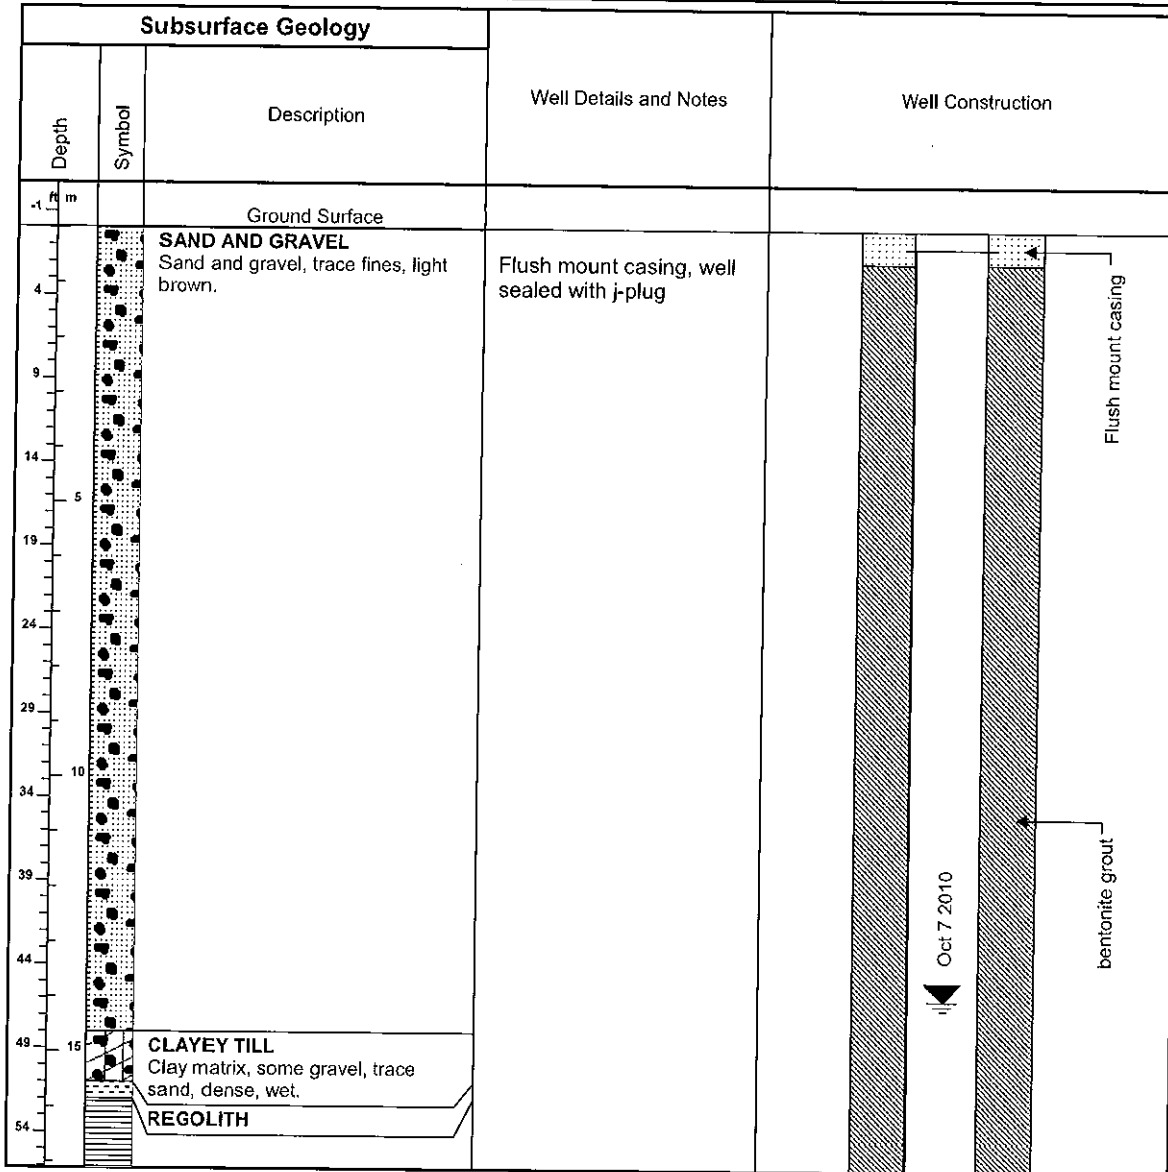 Subsurface Geology
Depth
Symbol
Description
Well Details and Notes
Well Construction
ft m
-1
Ground Surface
SAND AND GRAVEL
Sand and gravel, trace fines, light
brown.
Flush mount casing, well
sealed with j-plug
Flush mount casing
4
9
14
5
19
24
29
10
34
39
44
49
15
54
bentonite grout
Oct 7 2010
CLAYEY TILL
Clay matrix, some gravel, trace
sand, dense, wet.
REGOLITH